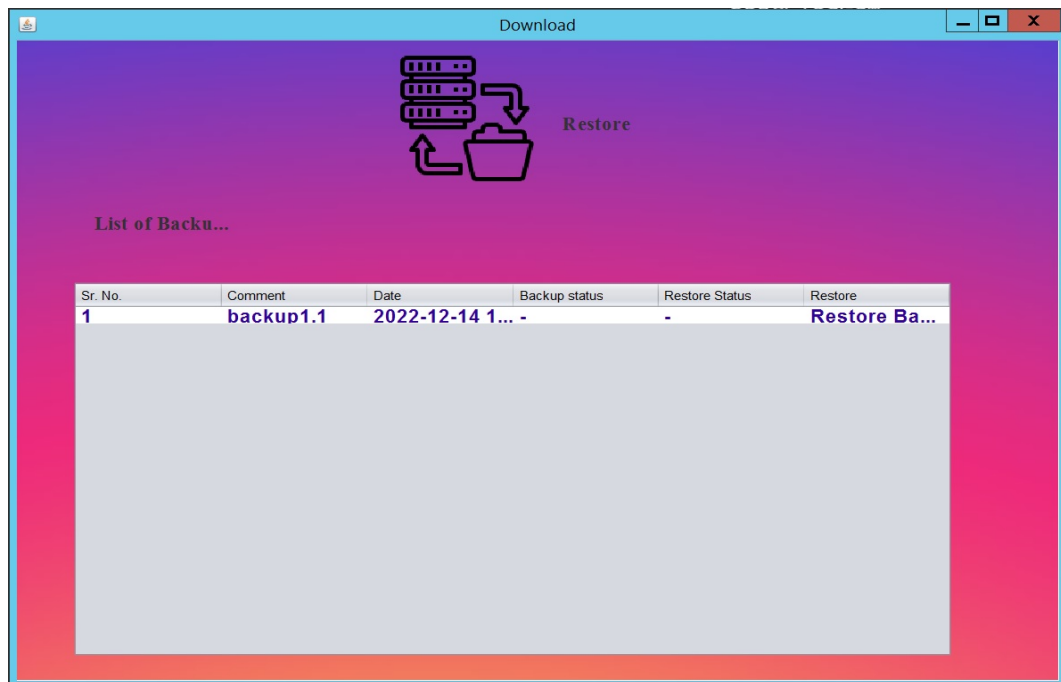 Download
Restore
List of Backu...
Sr. No. Comment Date Backup status Restore Status Restore
1 backup1.1 2022-12-14 1... - - Restore Ba...